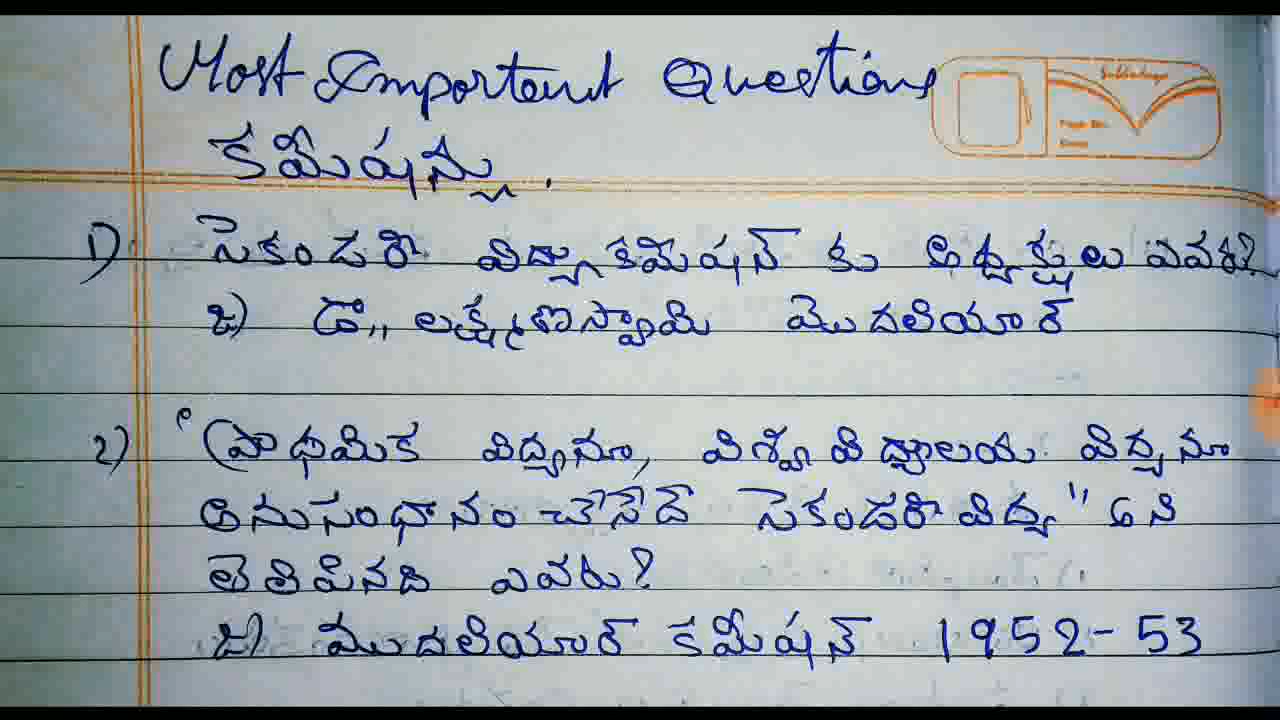 Most Important Questions
కమీషన్లు.
1) సెకండరీ విద్యా కమీషన్ కు అధ్యక్షులు ఎవరు?
జ) డా,, లక్ష్మణస్వామి మొదలియార్
2) "ప్రాథమిక విద్యనూ, విశ్వవిద్యాలయ విద్యనూ
అనుసంధానం చేసేదే సెకండరీ విద్య" అని
తెలిపినది ఎవరు?
జ) ముదలియార్ కమీషన్ 1952-53